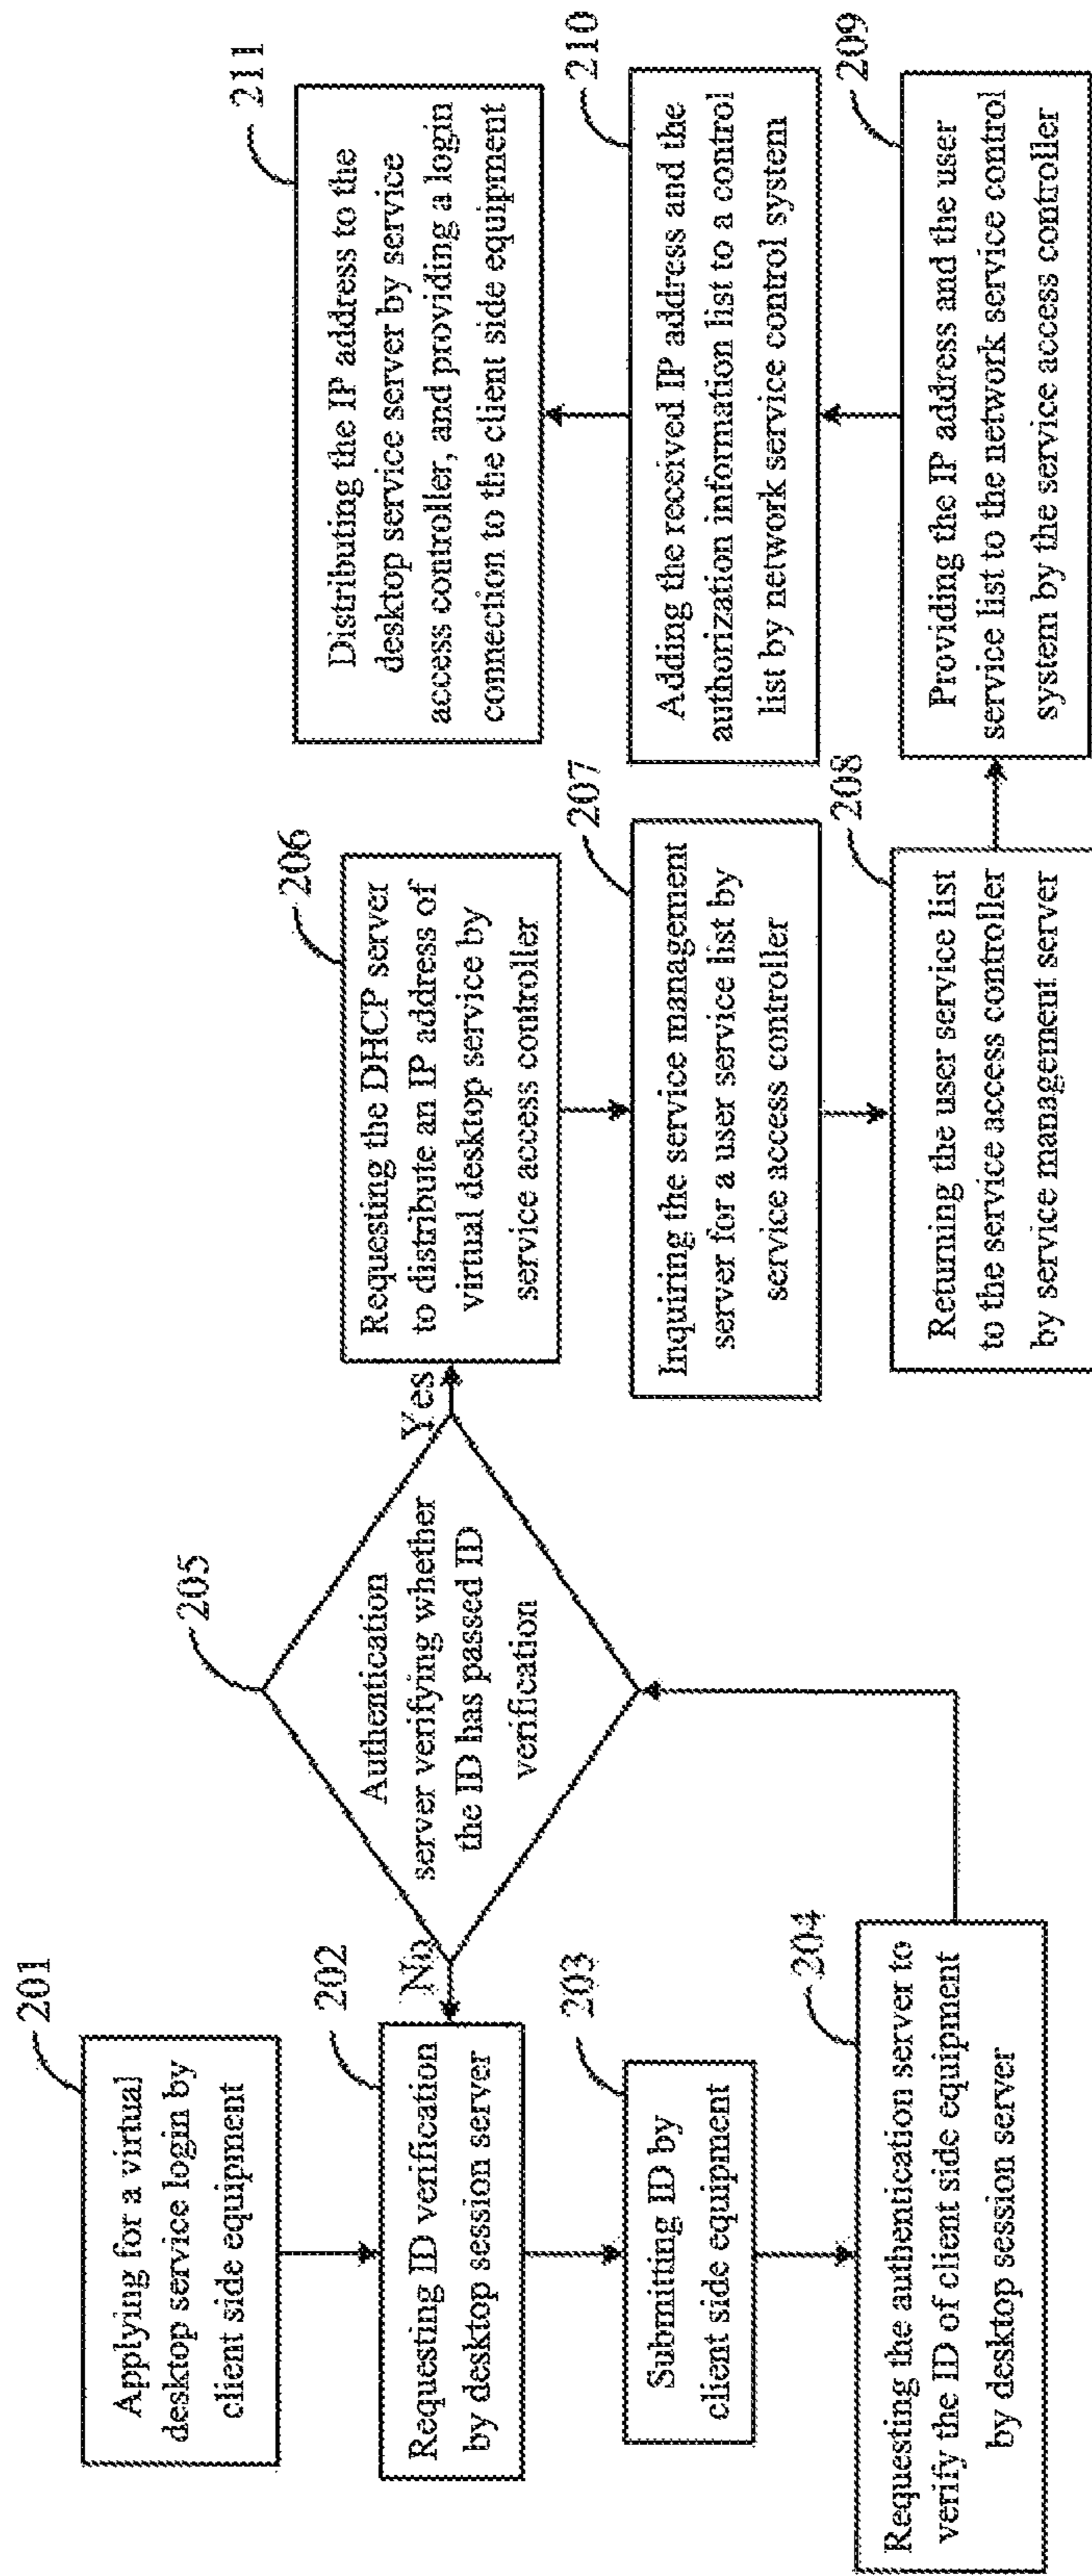 201
Applying for a virtual
desktop service login by
client side equipment
202
Requesting ID verification
by desktop session server
203
Submitting ID by
client side equipment
204
Requesting the authentication server to
verify the ID of client side equipment
by desktop session server
205
Authentication
server verifying whether
the ID has passed ID
verification
No
Yes
206
Requesting the DHCP server
to distribute an IP address of
virtual desktop service by
service access controller
207
Inquiring the service management
server for a user service list by
service access controller
208
Returning the user service list
to the service access controller
by service management server
209
Providing the IP address and the user
service list to the network service control
system by the service access controller
210
Adding the received IP address and the
authorization information list to a control
list by network service control system
211
Distributing the IP address to the
desktop service server by service
access controller, and providing a login
connection to the client side equipment